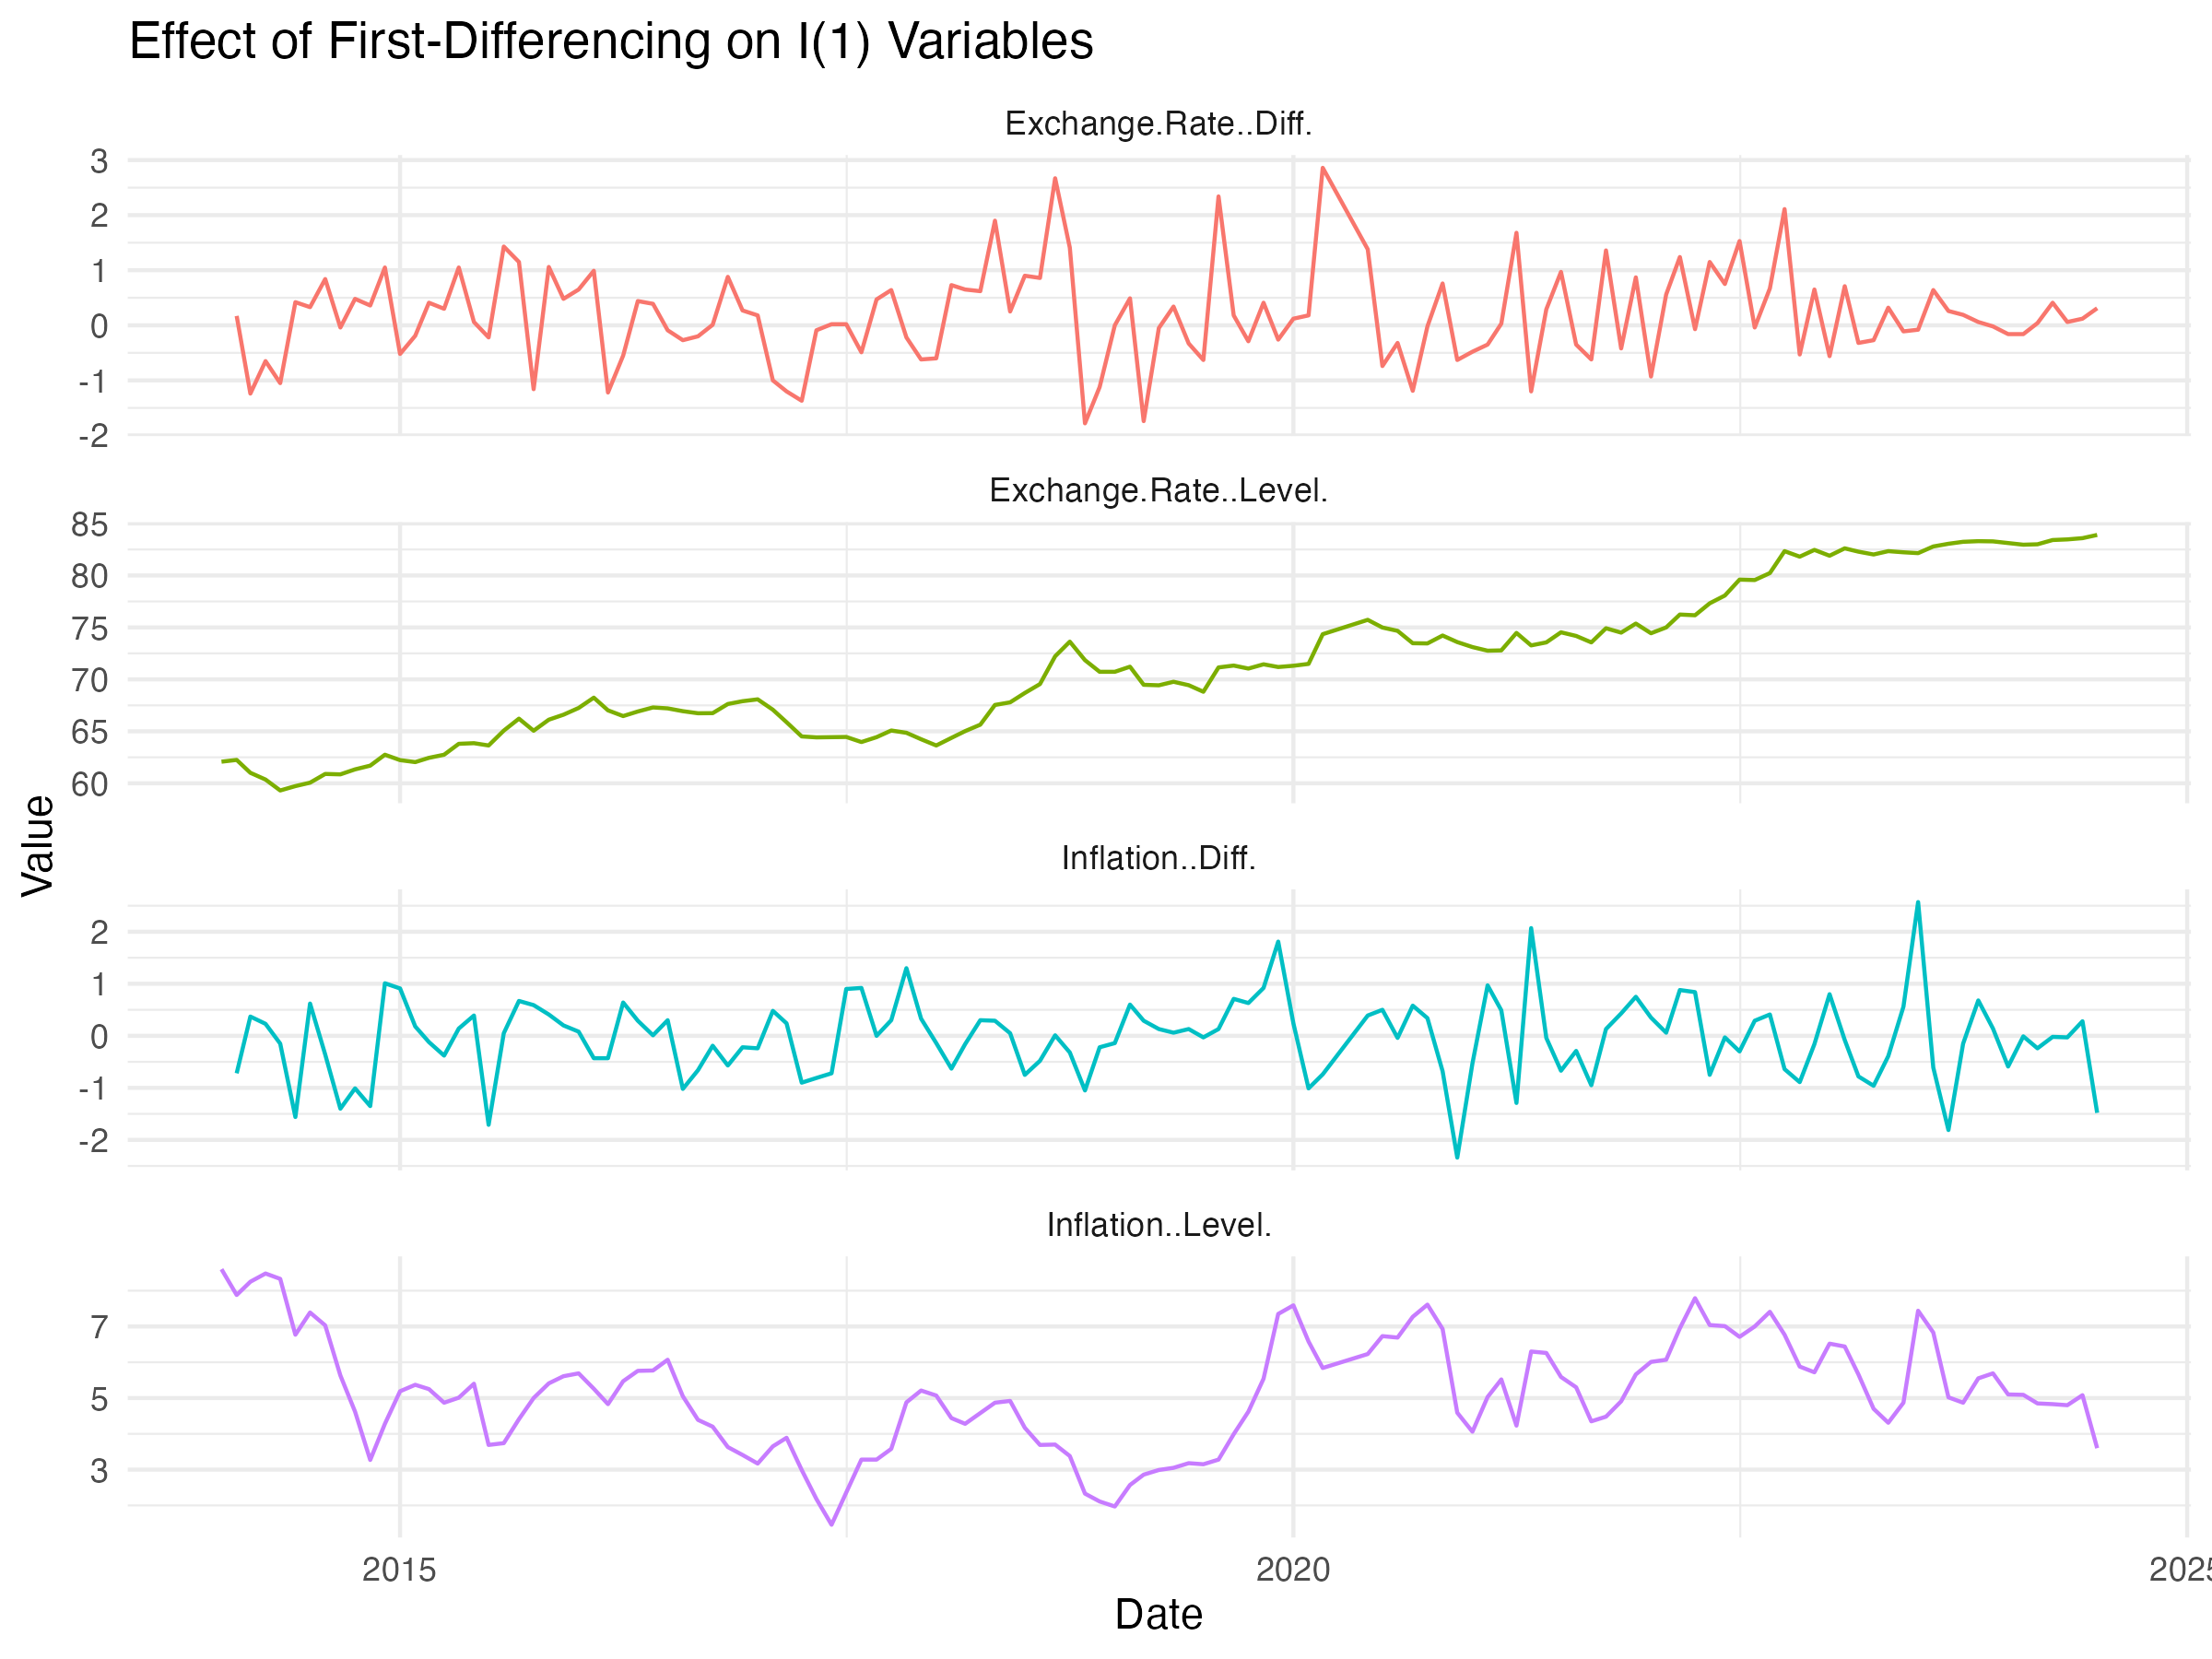 Effect of First-Differencing on I(1) Variables
Exchange.Rate..Diff.
3
2
1
0
-1
-2
Exchange.Rate..Level.
85
80
75
70
65
60
Value
Inflation..Diff.
2
1
0
-1
-2
Inflation..Level.
7
5
3
2015 2020 2025
Date